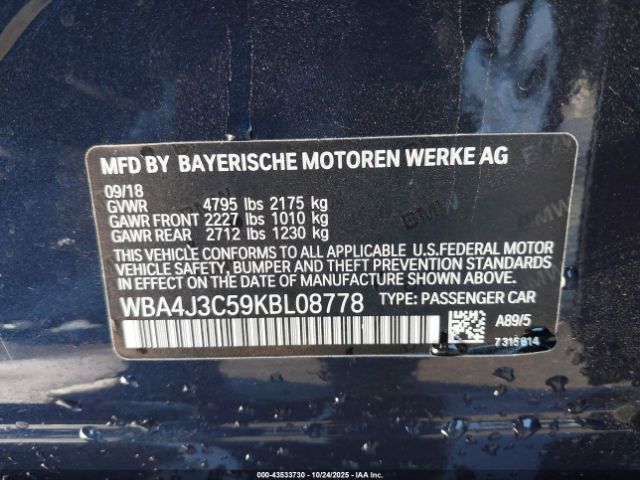 MFD BY BAYERISCHE MOTOREN WERKE AG
09/18
GVWR 4795 lbs 2175 kg
GAWR FRONT 2227 lbs 1010 kg
GAWR REAR 2712 lbs 1230 kg
THIS VEHICLE CONFORMS TO ALL APPLICABLE U.S.FEDERAL MOTOR
VEHICLE SAFETY, BUMPER AND THEFT PREVENTION STANDARDS
IN EFFECT ON THE DATE OF MANUFACTURE SHOWN ABOVE.
WBA4J3C59KBL08778 TYPE: PASSENGER CAR
A89/5
7316614
000-43533730 - 10/24/2025 - IAAI.COM